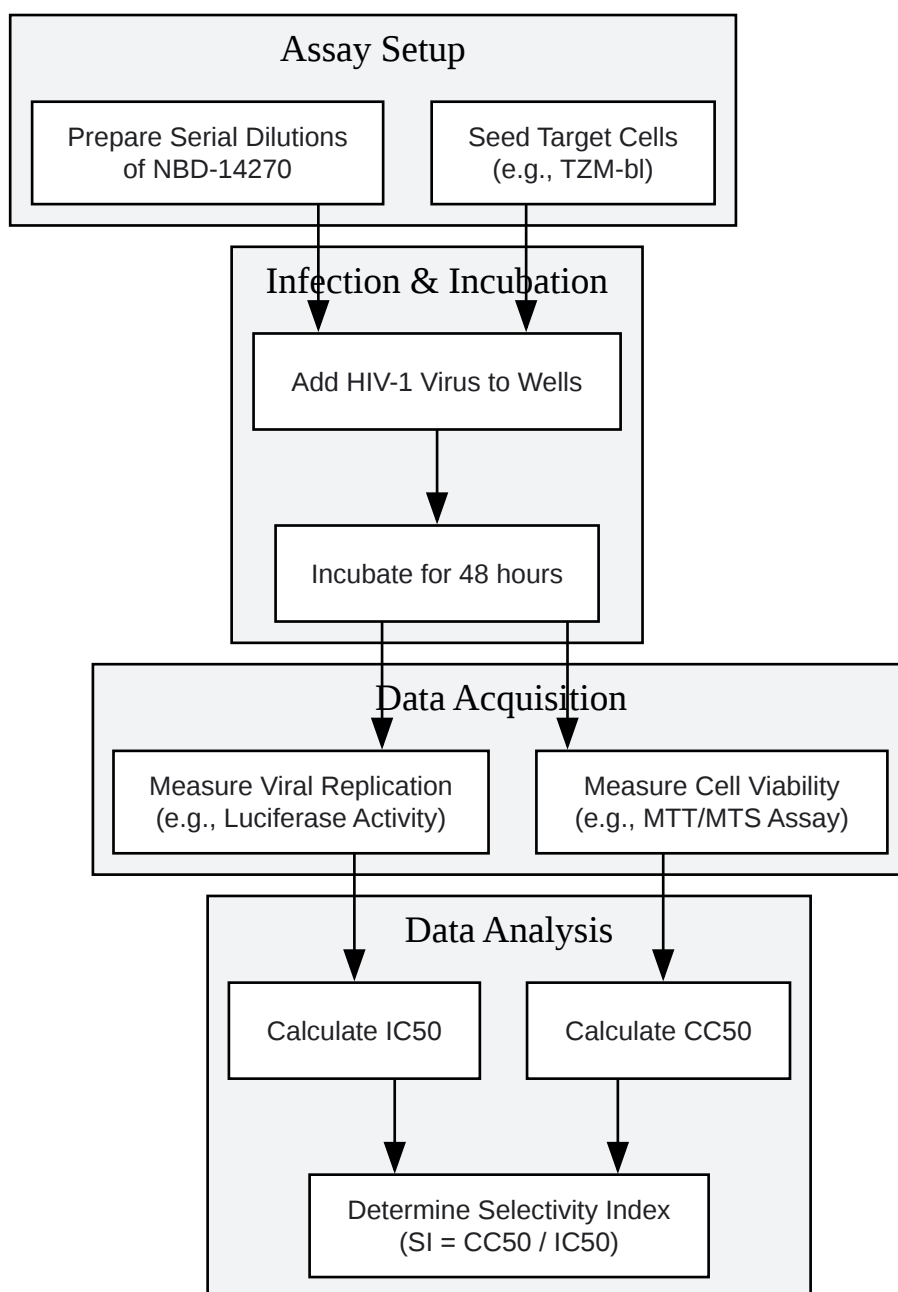 Assay Setup
Prepare Serial Dilutions
of NBD-14270
Seed Target Cells
(e.g., TZM-bl)
Infection & Incubation
Add HIV-1 Virus to Wells
Incubate for 48 hours
Data Acquisition
Measure Viral Replication
(e.g., Luciferase Activity)
Measure Cell Viability
(e.g., MTT/MTS Assay)
Data Analysis
Calculate IC50
Calculate CC50
Determine Selectivity Index
(SI = CC50 / IC50)